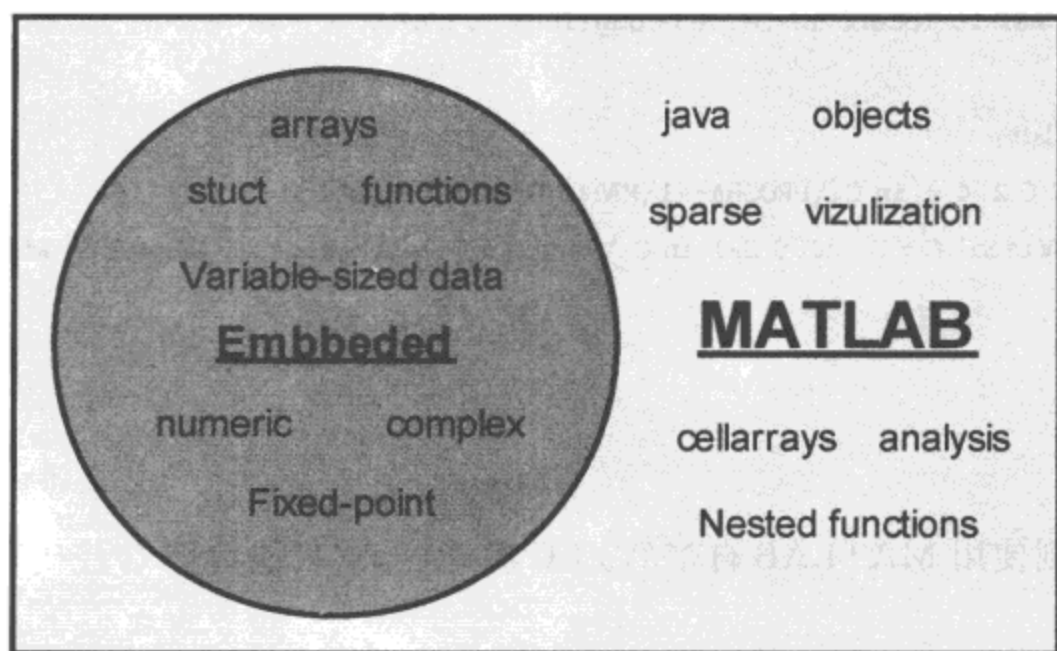 arrays
stuct functions
Variable-sized data
Embbeded
numeric complex
Fixed-point
java objects
sparse vizulization
MATLAB
cellarrays analysis
Nested functions